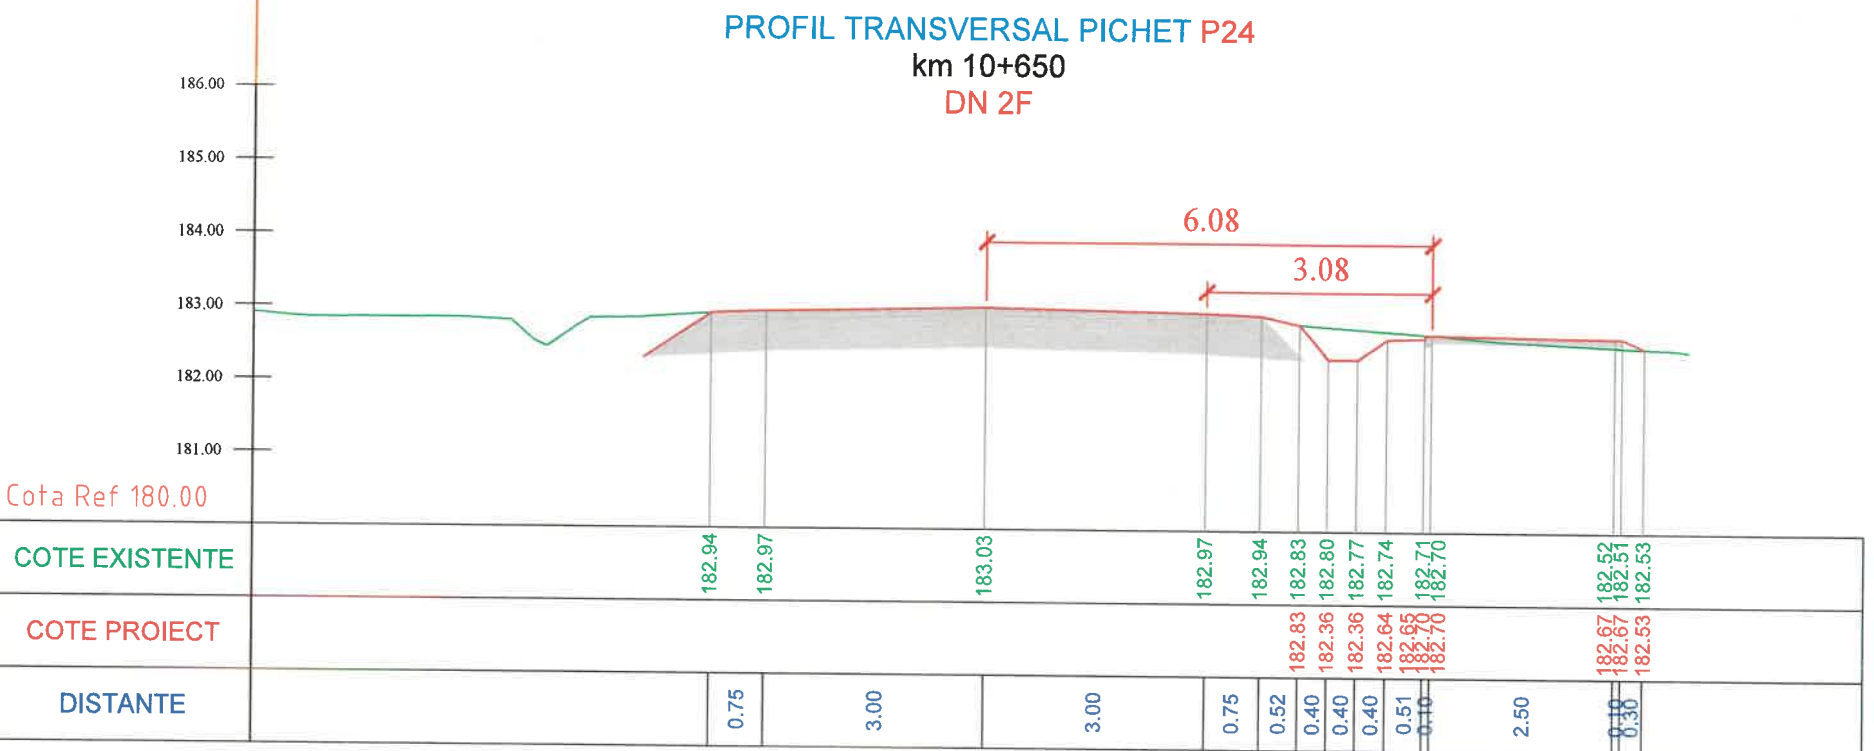 PROFIL TRANSVERSAL PICHET P24
km 10+650
DN 2F
186.00
185.00
184.00
183.00
182.00
181.00
6.08
3.08
Cota Ref 180.00
COTE EXISTENTE 182.94 182.97 183.03 182.97 182.94 182.83 182.80 182.77 182.74 182.71 182.70 182.52 182.51 182.53
COTE PROIECT 182.83 182.36 182.36 182.64 182.65 182.70 182.70 182.67 182.67 182.53
DISTANTE 0.75 3.00 3.00 0.75 0.52 0.40 0.40 0.40 0.51 0.10 2.50 0.10 0.30